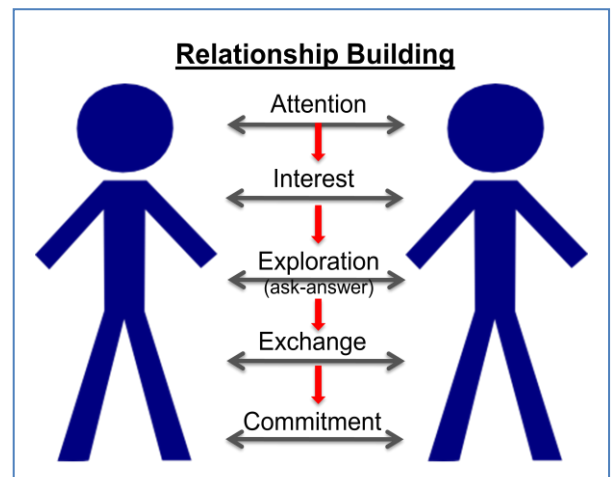 Relationship Building
Attention
Interest
Exploration
(ask-answer)
Exchange
Commitment